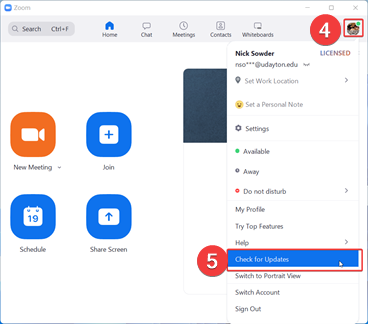 Zoom
Search Ctrl+F
Home
Chat
Meetings
Contacts
Whiteboards
4
Nick Sowder LICENSED
nso***@udayton.edu
Set Work Location
Set a Personal Note
Settings
Available
Away
Do not disturb
My Profile
Try Top Features
Help
5
Check for Updates
Switch to Portrait View
Switch Account
Sign Out
New Meeting
Join
19
Schedule
Share Screen